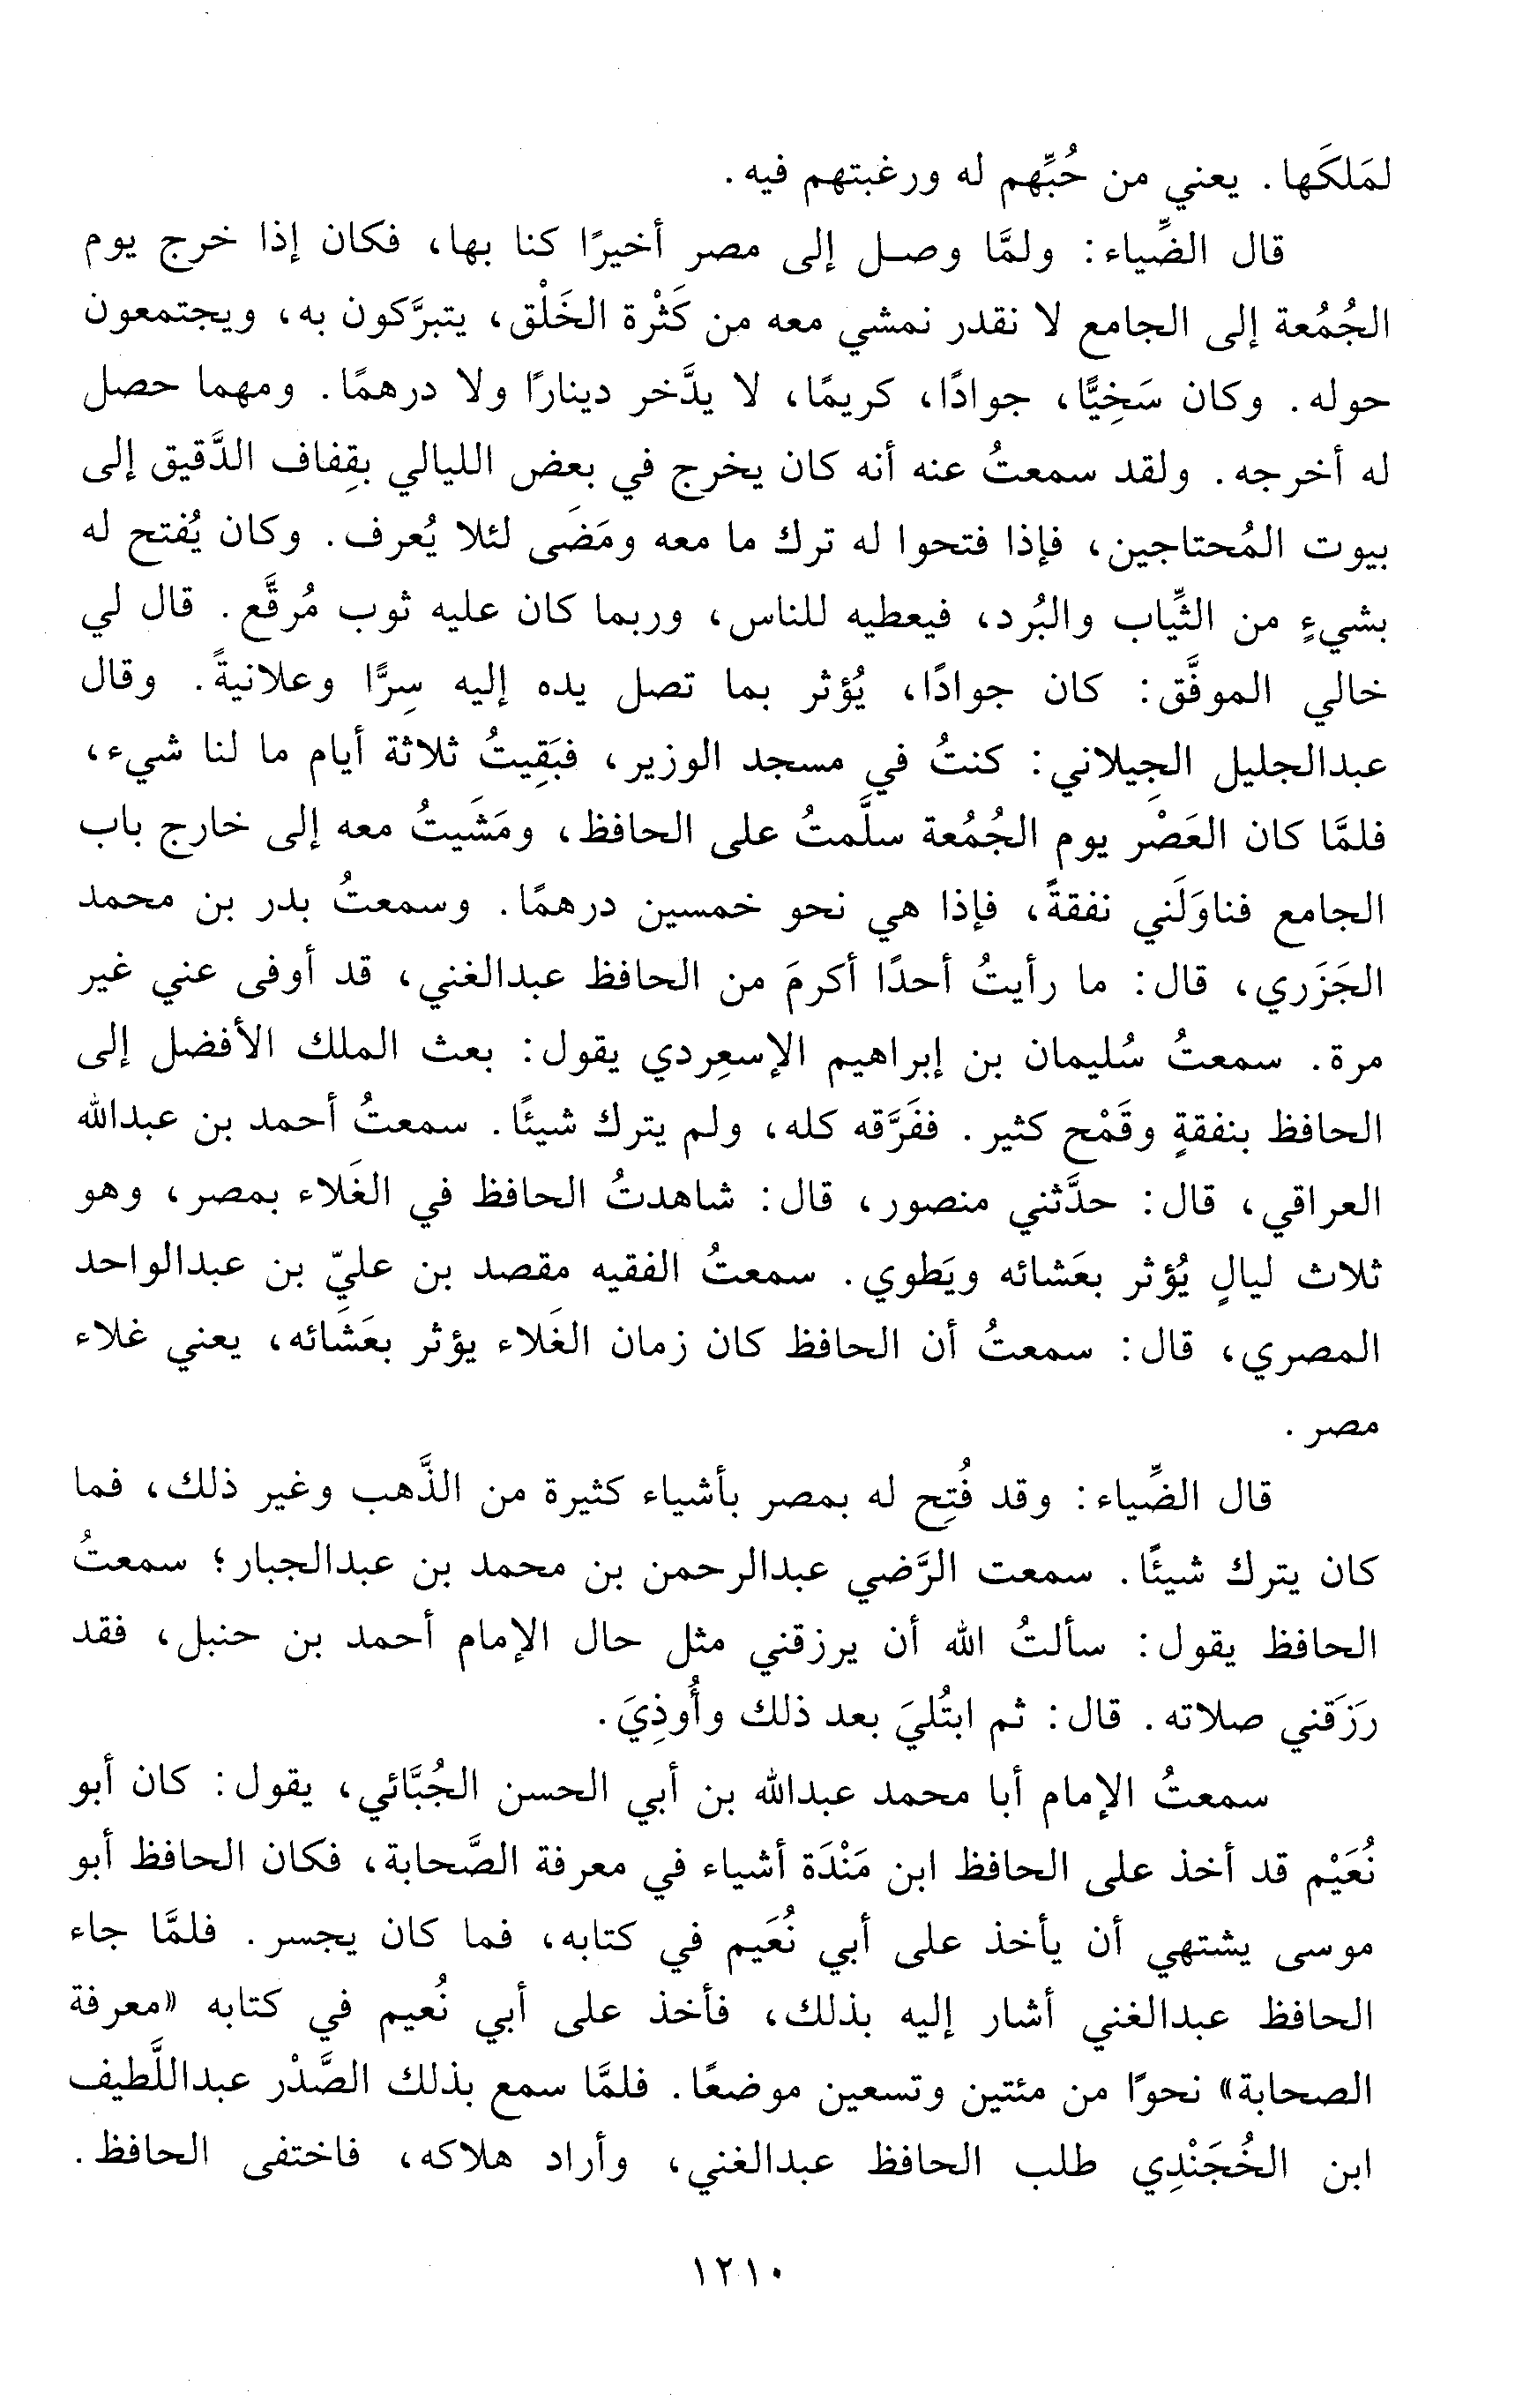 لمَلكَها. يعني من حُبِّهم له ورغبتهم فيه.
قال الضِّياء: ولمَّا وصل إلى مصر أخيرًا كنا بها، فكان إذا خرج يوم
الجُمُعة إلى الجامع لا نقدر نمشي معه من كَثْرة الخَلْق، يتبرَّكون به، ويجتمعون
حوله. وكان سَخِيًّا، جوادًا، كريمًا، لا يدَّخر دينارًا ولا درهمًا. ومهما حصل
له أخرجه. ولقد سمعتُ عنه أنه كان يخرج في بعض الليالي بقِفاف الدَّقيق إلى
بيوت المُحتاجين، فإذا فتحوا له ترك ما معه ومَضَى لئلا يُعرف. وكان يُفتح له
بشيءٍ من الثِّياب والبُرد، فيعطيه للناس، وربما كان عليه ثوب مُرقَّع. قال لي
خالي الموفَّق: كان جوادًا، يُؤثر بما تصل يده إليه سِرًّا وعلانيةً. وقال
عبدالجليل الجِيلاني: كنتُ في مسجد الوزير، فبَقِيتُ ثلاثة أيام ما لنا شيء،
فلمَّا كان العَصْر يوم الجُمُعة سلَّمتُ على الحافظ، ومَشَيتُ معه إلى خارج باب
الجامع فناوَلَني نفقةً، فإذا هي نحو خمسين درهمًا. وسمعتُ بدر بن محمد
الجَزَري، قال: ما رأيتُ أحدًا أكرمَ من الحافظ عبدالغني، قد أوفى عني غير
مرة. سمعتُ سُليمان بن إبراهيم الإسعِردي يقول: بعث الملك الأفضل إلى
الحافظ بنفقةٍ وقَمْح كثير. ففَرَّقه كله، ولم يترك شيئًا. سمعتُ أحمد بن عبدالله
العراقي، قال: حدَّثني منصور، قال: شاهدتُ الحافظ في الغَلاء بمصر، وهو
ثلاث ليالٍ يُؤثر بعَشائه ويَطوي. سمعتُ الفقيه مقصد بن عليّ بن عبدالواحد
المصري، قال: سمعتُ أن الحافظ كان زمان الغَلاء يؤثر بعَشَائه، يعني غلاء
مصر.
قال الضِّياء: وقد فُتِح له بمصر بأشياء كثيرة من الذَّهب وغير ذلك، فما
كان يترك شيئًا. سمعت الرَّضي عبدالرحمن بن محمد بن عبدالجبار؛ سمعتُ
الحافظ يقول: سألتُ الله أن يرزقني مثل حال الإمام أحمد بن حنبل، فقد
رَزَقني صلاته. قال: ثم ابتُليَ بعد ذلك وأُوذِيَ.
سمعتُ الإمام أبا محمد عبدالله بن أبي الحسن الجُبَّائي، يقول: كان أبو
نُعَيْم قد أخذ على الحافظ ابن مَنْدَة أشياء في معرفة الصَّحابة، فكان الحافظ أبو
موسى يشتهي أن يأخذ على أبي نُعَيم في كتابه، فما كان يجسر. فلمَّا جاء
الحافظ عبدالغني أشار إليه بذلك، فأخذ على أبي نُعيم في كتابه «معرفة
الصحابة» نحوًا من مئتين وتسعين موضعًا. فلمَّا سمع بذلك الصَّدْر عبداللَّطيف
ابن الخُجَنْدِي طلب الحافظ عبدالغني، وأراد هلاكه، فاختفى الحافظ.
١٢١٠